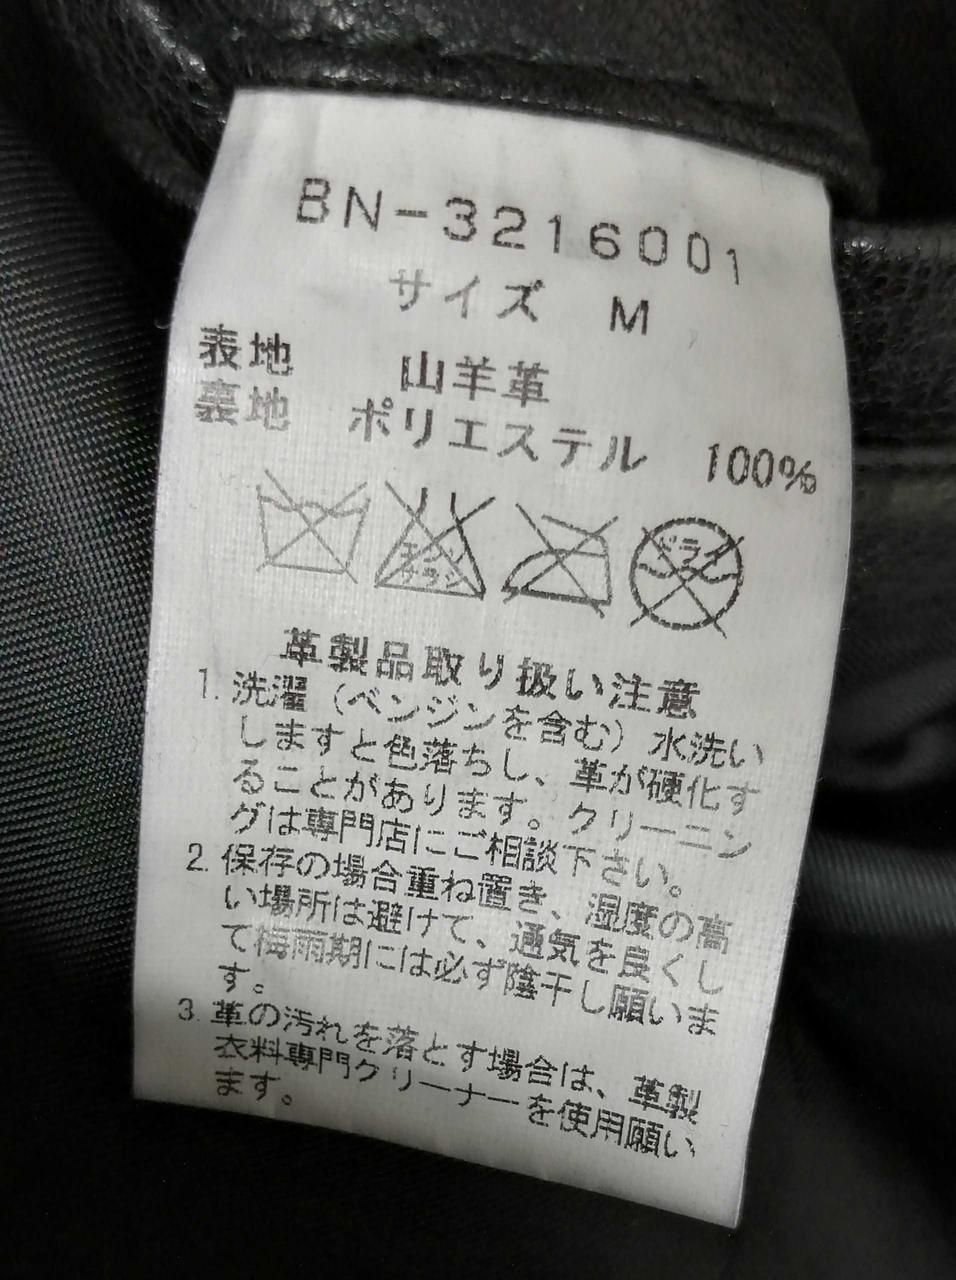 BN-3216001
サイズ M
表地 山羊革
裏地 ポリエステル 100%
エンソ サラシ ドライ
革製品取り扱い注意
1. 洗濯（ベンジンを含む）水洗い
しますと色落ちし、革が硬化す
ることがあります。クリーニン
グは専門店にご相談下さい。
2. 保存の場合重ね置き、湿度の高
い場所は避けて、通気を良くし
て梅雨期には必ず陰干し願いま
す。
3. 革の汚れを落とす場合は、革製
衣料専門クリーナーを使用願い
ます。